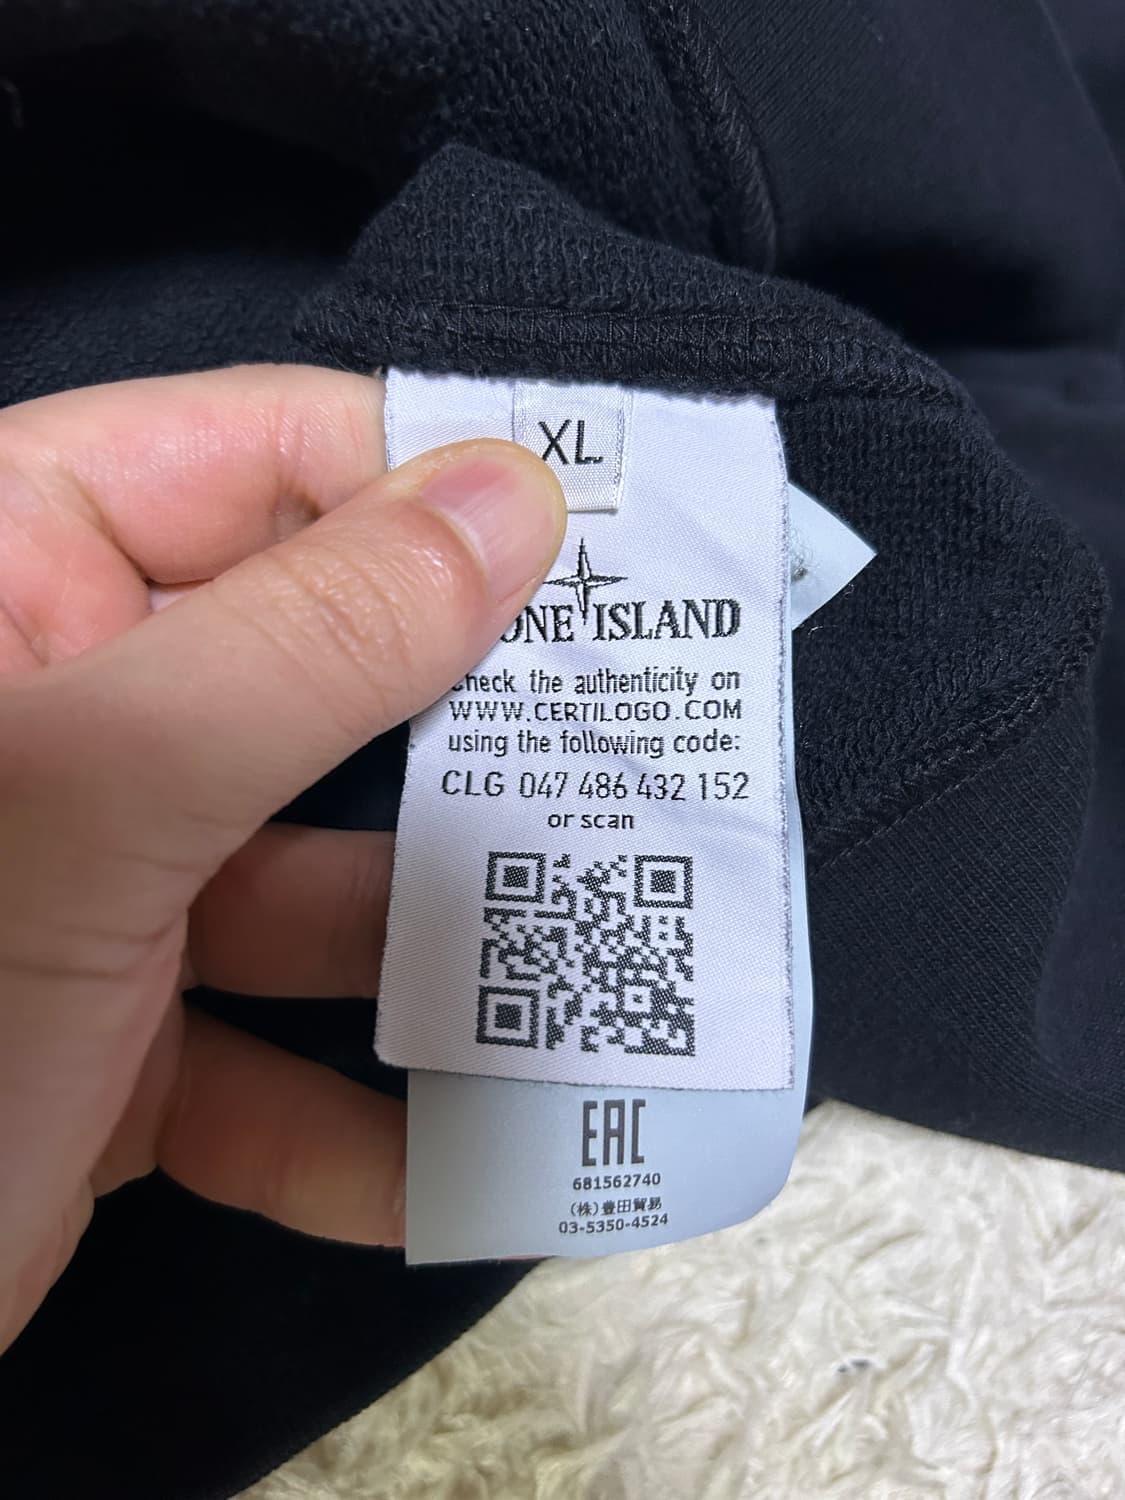 XL
ONE ISLAND
check the authenticity on
WWW.CERTILOGO.COM
using the following code:
CLG 047 486 432 152
or scan
EAC
681562740
(株)豊田貿易
03-5350-4524